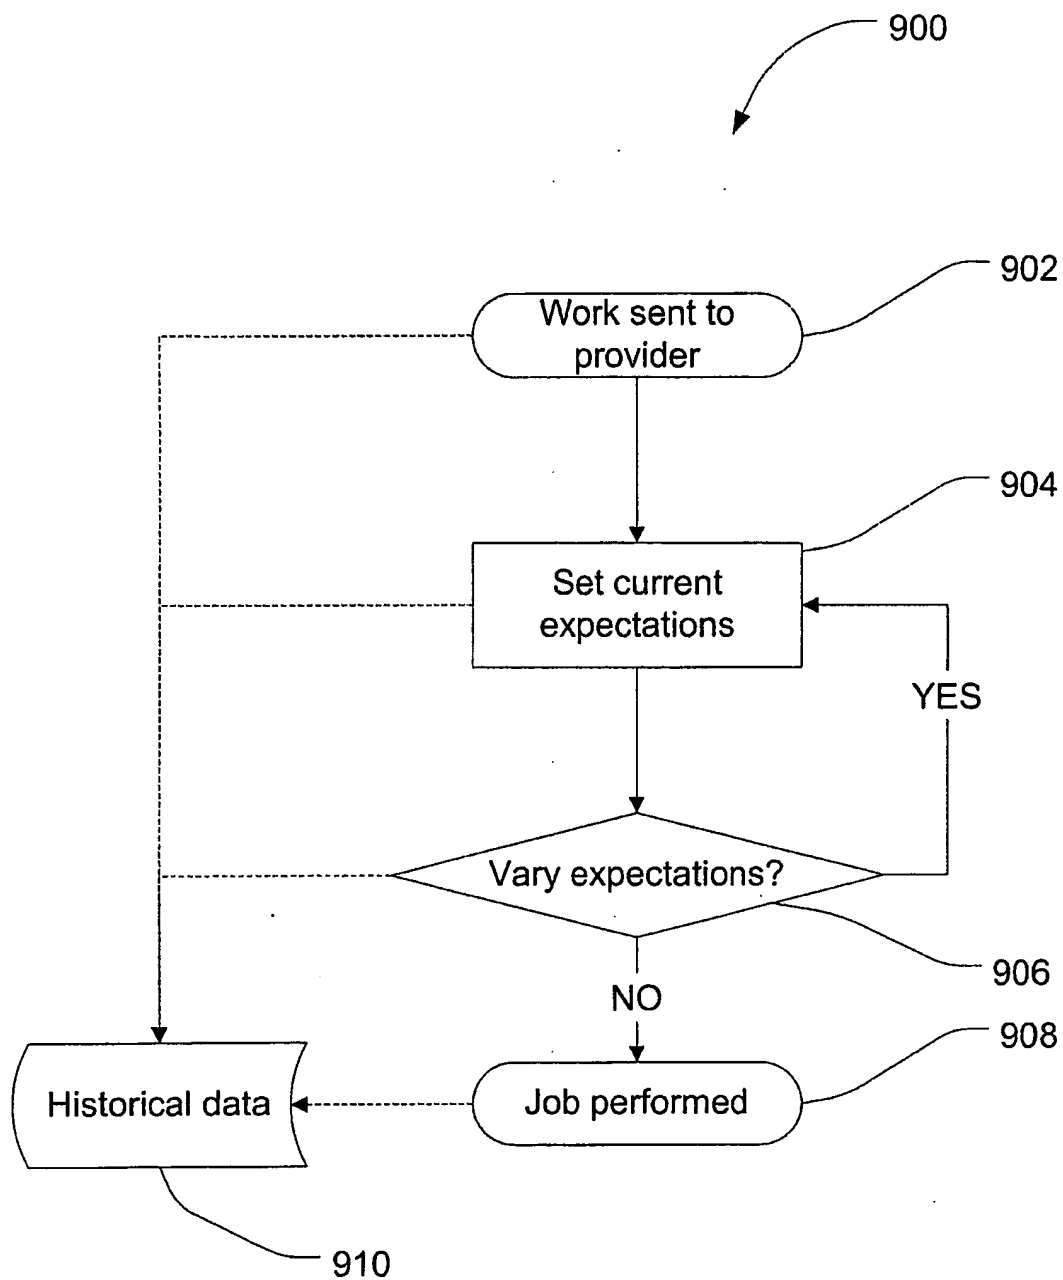 900
902
Work sent to
provider
904
Set current
expectations
YES
Vary expectations?
906
NO
908
Historical data
Job performed
910